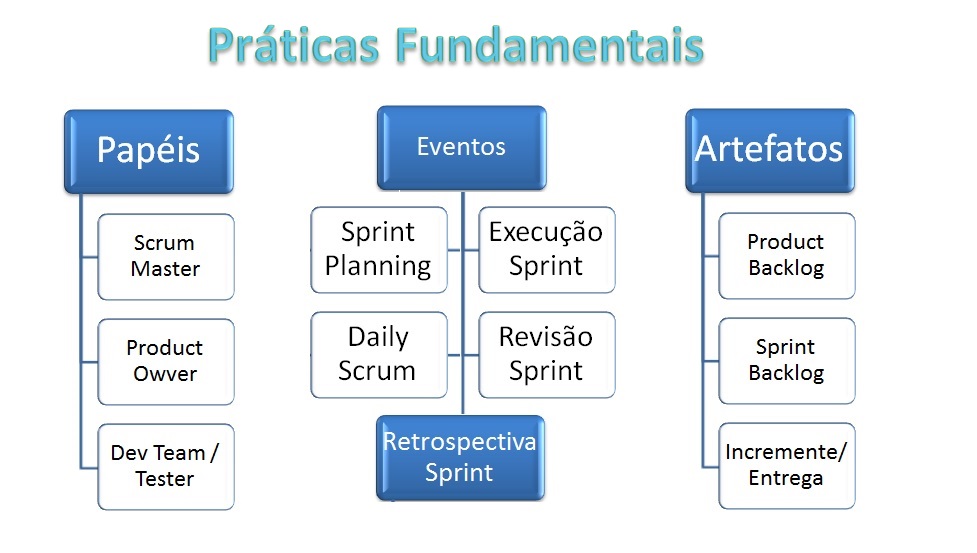 Práticas Fundamentais
Papéis
Scrum
Master
Product
Owver
Dev Team /
Tester
Eventos
Sprint
Planning
Execução
Sprint
Daily
Scrum
Revisão
Sprint
Retrospectiva
Sprint
Artefatos
Product
Backlog
Sprint
Backlog
Incremente/
Entrega